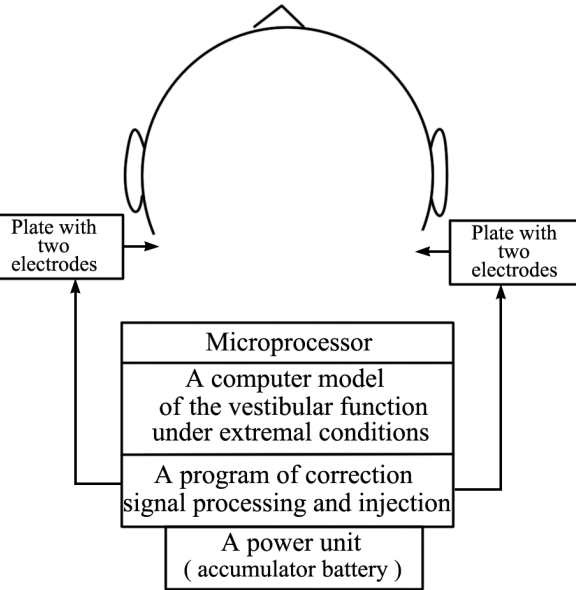 Plate with
two
electrodes
Plate with
two
electrodes
Microprocessor
A computer model
of the vestibular function
under extremal conditions
A program of correction
signal processing and injection
A power unit
( accumulator battery )